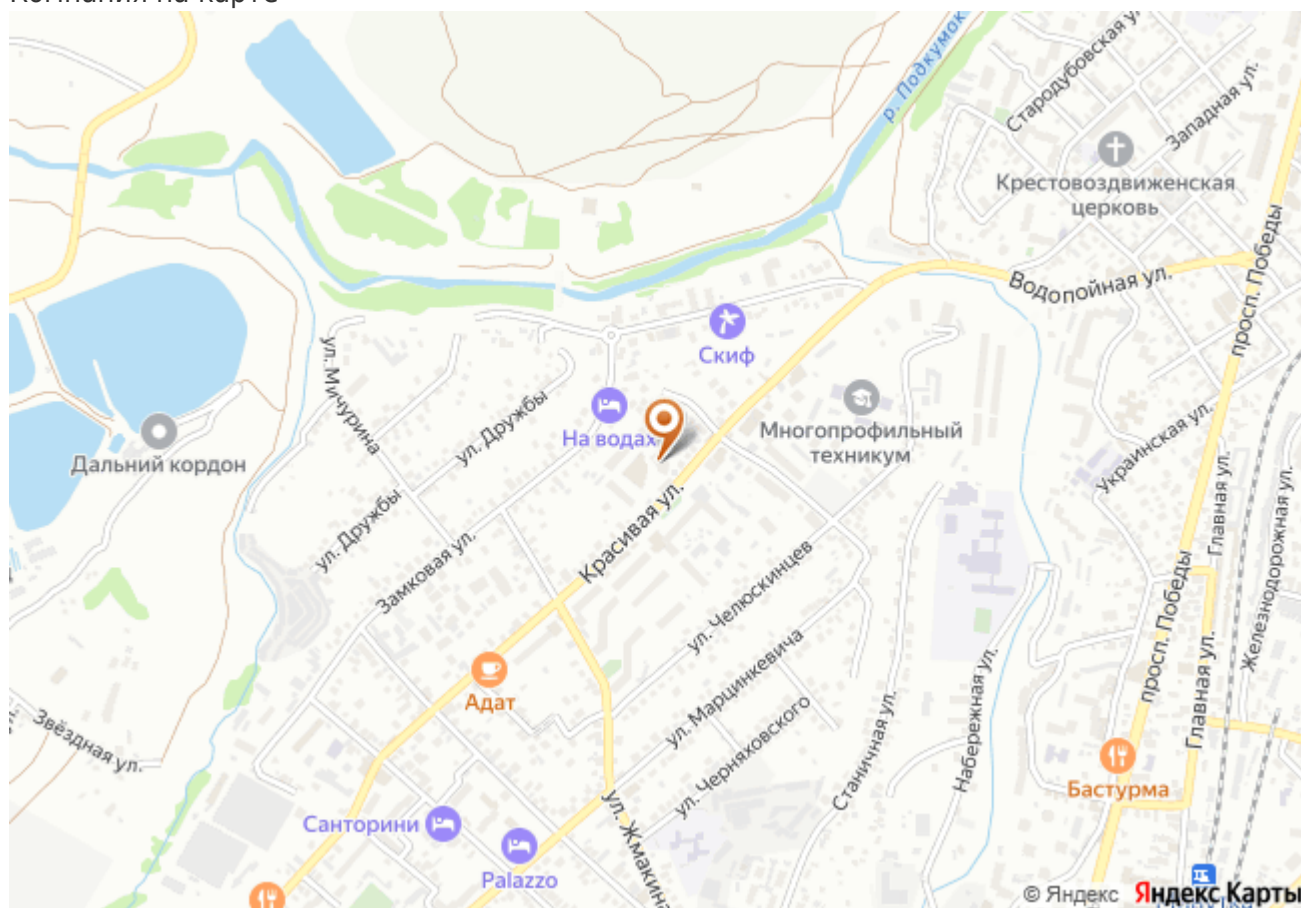 Компания на карте
р. Подкумок
Стародубовская ул.
Западная ул.
Крестовоздвиженская
церковь
просп. Победы
Водопойная ул.
Скиф
ул. Мичурина
ул. Дружбы
На водах
Многопрофильный
техникум
Дальний кордон
Украинская ул.
Главная ул.
Железнодорожная ул.
ул. Дружбы
Красивая ул.
Замковая ул.
ул. Челюскинцев
просп. Победы
Главная ул.
ул. Марцинкевича
Адат
ул. Черняховского
Станичная ул.
Набережная ул.
Звёздная ул.
Бастурма
Санторини
ул. Жмакина
Palazzo
© Яндекс Яндекс Карты